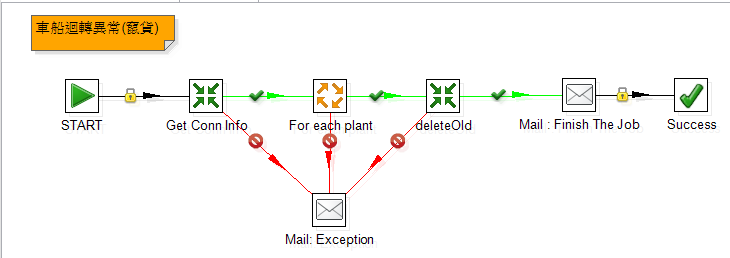 車船迴轉異常(竄貨)
START
Get Conn Info
For each plant
deleteOld
Mail : Finish The Job
Success
Mail: Exception